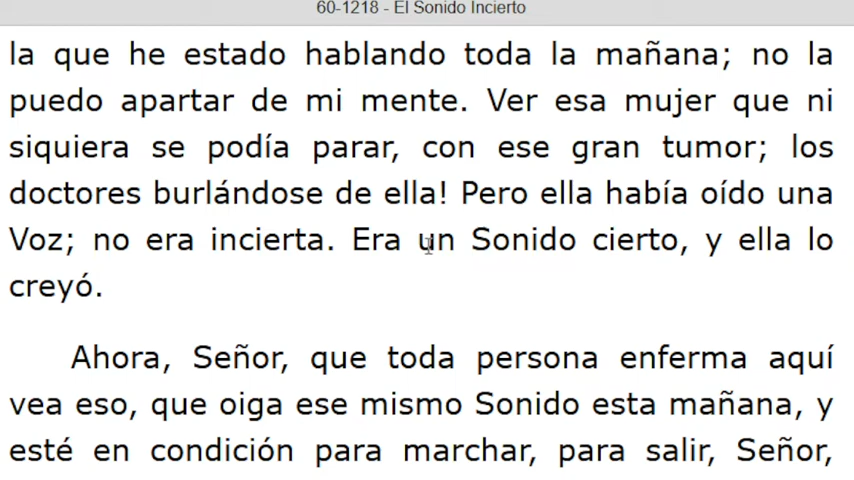 60-1218 - El Sonido Incierto
la que he estado hablando toda la mañana; no la
puedo apartar de mi mente. Ver esa mujer que ni
siquiera se podía parar, con ese gran tumor; los
doctores burlándose de ella! Pero ella había oído una
Voz; no era incierta. Era un Sonido cierto, y ella lo
creyó.
Ahora, Señor, que toda persona enferma aquí
vea eso, que oiga ese mismo Sonido esta mañana, y
esté en condición para marchar, para salir, Señor,